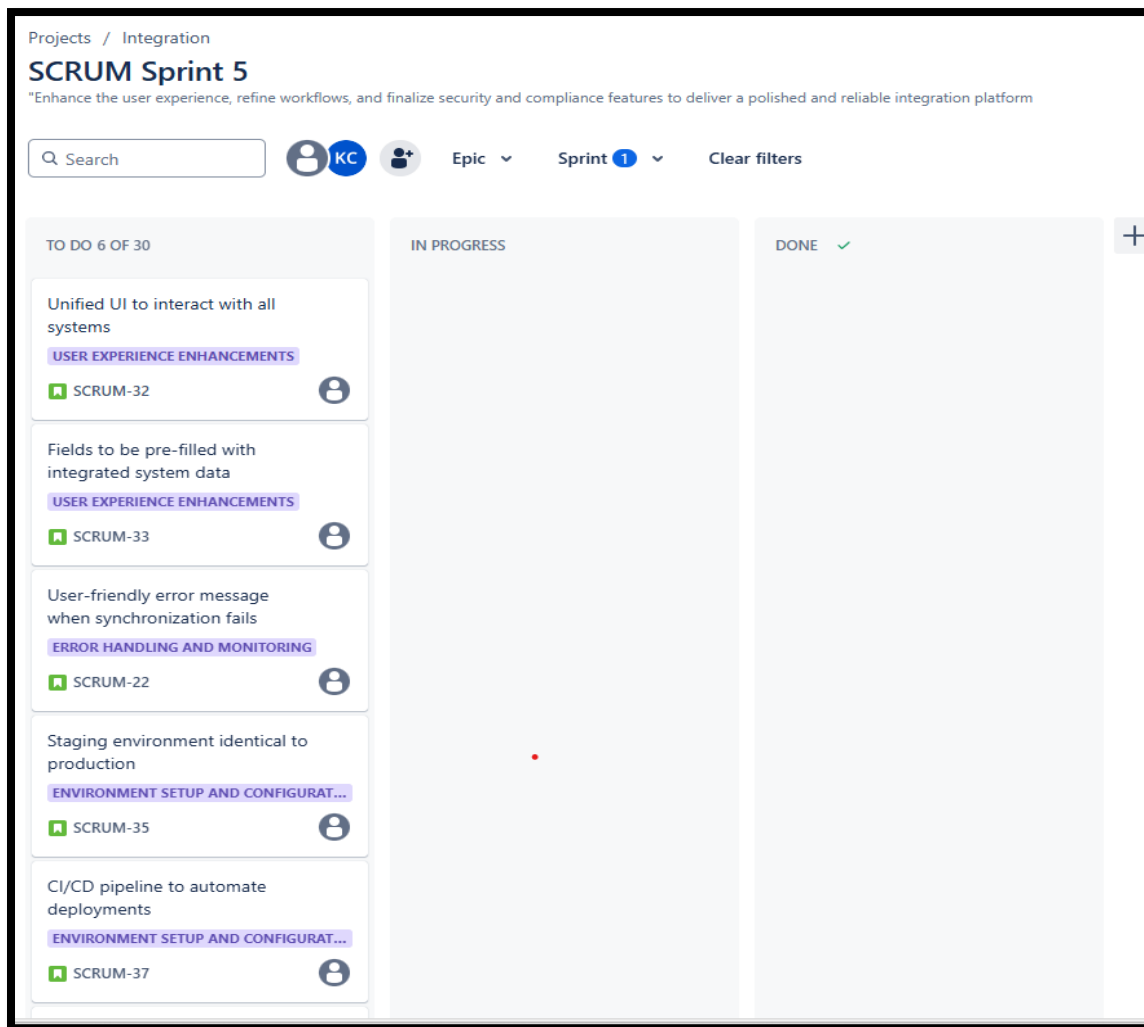 Projects / Integration
SCRUM Sprint 5
"Enhance the user experience, refine workflows, and finalize security and compliance features to deliver a polished and reliable integration platform
Search
KC
Epic
Sprint 1
Clear filters
TO DO 6 OF 30
IN PROGRESS
DONE
Unified UI to interact with all
systems
USER EXPERIENCE ENHANCEMENTS
SCRUM-32
Fields to be pre-filled with
integrated system data
USER EXPERIENCE ENHANCEMENTS
SCRUM-33
User-friendly error message
when synchronization fails
ERROR HANDLING AND MONITORING
SCRUM-22
Staging environment identical to
production
ENVIRONMENT SETUP AND CONFIGURAT...
SCRUM-35
CI/CD pipeline to automate
deployments
ENVIRONMENT SETUP AND CONFIGURAT...
SCRUM-37